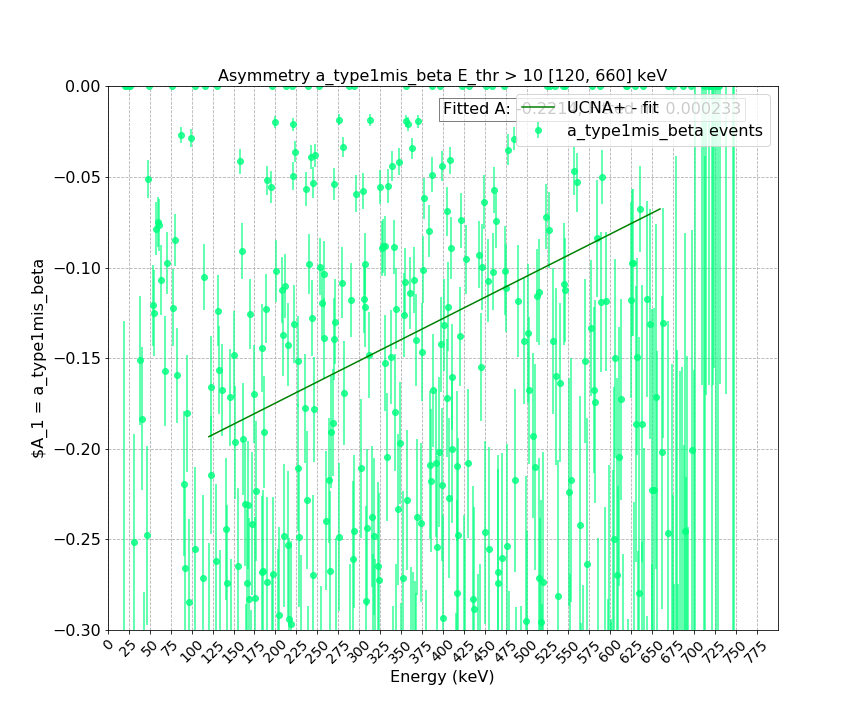 Asymmetry a_type1mis_beta E_thr > 10 [120, 660] keV
Fitted A: 0.000233
UCNA+ - fit
a_type1mis_beta events
0.00
−0.05
−0.10
−0.15
−0.20
−0.25
−0.30
$A_1 = a_type1mis_beta
0 25 50 75 100 125 150 175 200 225 250 275 300 325 350 375 400 425 450 475 500 525 550 575 600 625 650 675 700 725 750 775
Energy (keV)